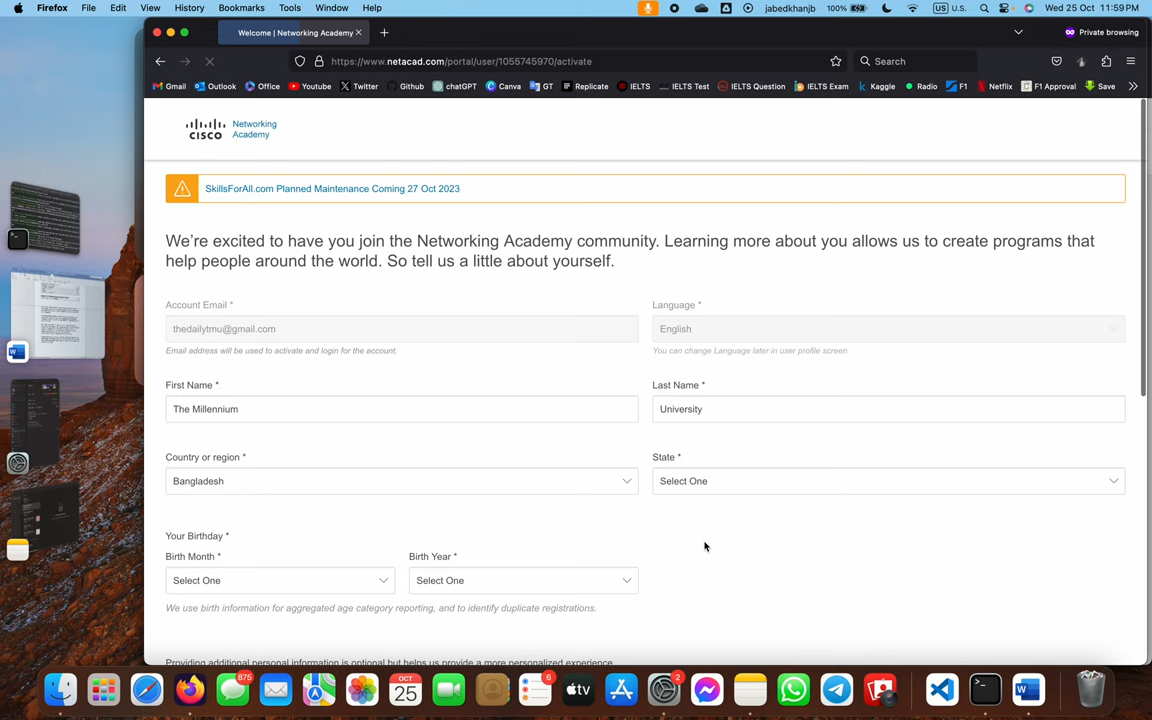 Firefox File Edit View History Bookmarks Tools Window Help jabedkhanjb 100% US U.S. Wed 25 Oct 11:59 PM
Welcome | Networking Academy Private browsing
https://www.netacad.com/portal/user/1055745970/activate Search
Gmail Outlook Office Youtube Twitter Github chatGPT Canva GT Replicate IELTS IELTS Test IELTS Question IELTS Exam Kaggle Radio F1 Netflix F1 Approval Save
CISCO Networking Academy
SkillsForAll.com Planned Maintenance Coming 27 Oct 2023
We're excited to have you join the Networking Academy community. Learning more about you allows us to create programs that
help people around the world. So tell us a little about yourself.
Account Email * Language *
thedailytmu@gmail.com English
Email address will be used to activate and login for the account. You can change Language later in user profile screen
First Name * Last Name *
The Millennium University
Country or region * State *
Bangladesh Select One
Your Birthday *
Birth Month * Birth Year *
Select One Select One
We use birth information for aggregated age category reporting, and to identify duplicate registrations.
Providing additional personal information is optional but helps us provide a more personalized experience
875 OCT 25 6 tv 2